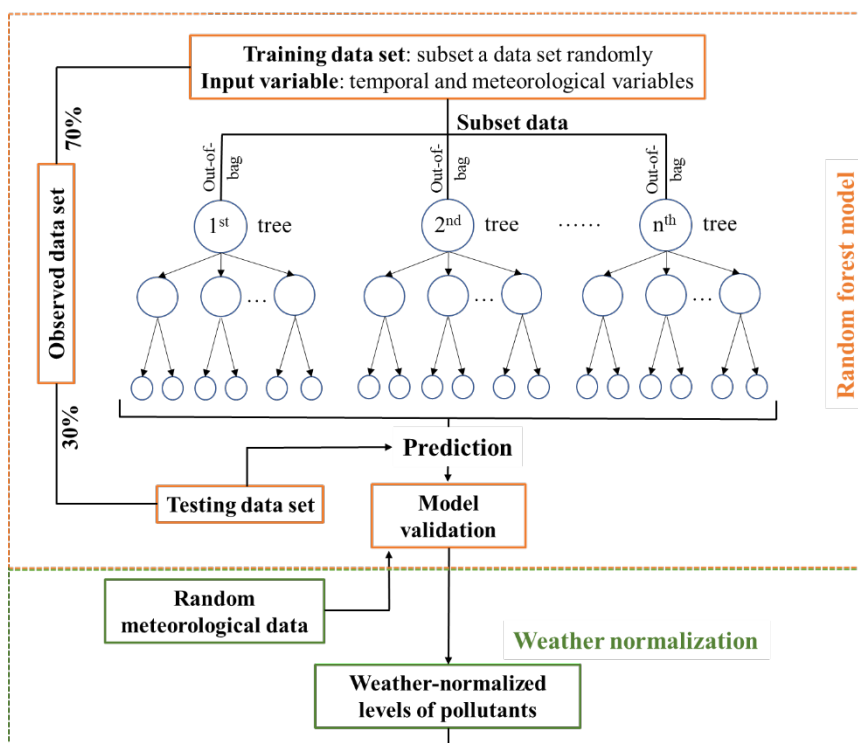 Training data set: subset a data set randomly
Input variable: temporal and meteorological variables
70%
Subset data
Out-of-
bag
Out-of-
bag
Out-of-
bag
1st tree
2nd tree
......
nth tree
Observed data set
Random forest model
30%
Prediction
Testing data set
Model
validation
Random
meteorological data
Weather normalization
Weather-normalized
levels of pollutants